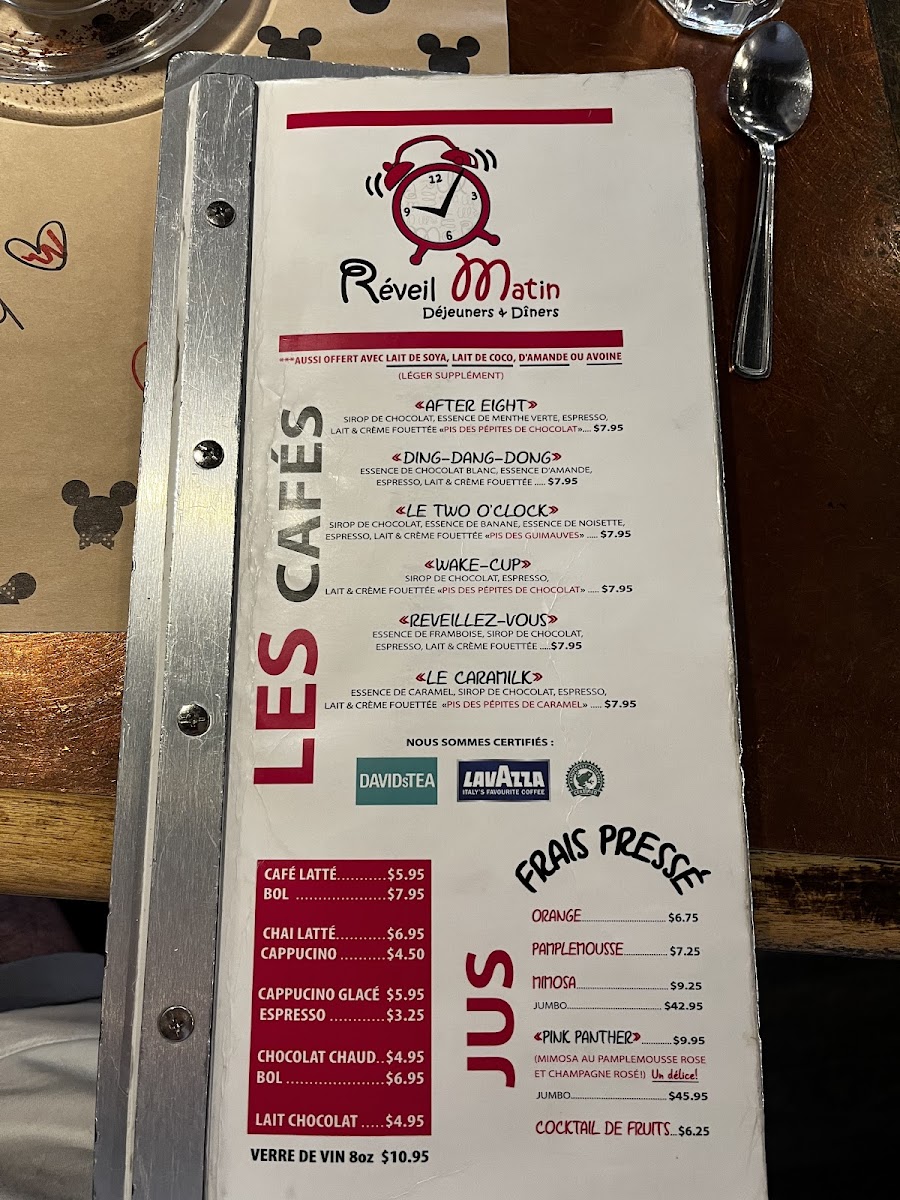 12
3
6
9
Réveil Matin
Déjeuners & Dîners
***AUSSI OFFERT AVEC LAIT DE SOYA, LAIT DE COCO, D'AMANDE OU AVOINE
(LÉGER SUPPLÉMENT)
LES CAFÉS
«AFTER EIGHT»
SIROP DE CHOCOLAT, ESSENCE DE MENTHE VERTE, ESPRESSO,
LAIT & CRÈME FOUETTÉE «PIS DES PÉPITES DE CHOCOLAT».... $7.95
«DING-DANG-DONG»
ESSENCE DE CHOCOLAT BLANC, ESSENCE D'AMANDE,
ESPRESSO, LAIT & CRÈME FOUETTÉE ..... $7.95
«LE TWO O'CLOCK»
SIROP DE CHOCOLAT, ESSENCE DE BANANE, ESSENCE DE NOISETTE,
ESPRESSO, LAIT & CRÈME FOUETTÉE «PIS DES GUIMAUVES» ..... $7.95
«WAKE-CUP»
SIROP DE CHOCOLAT, ESPRESSO,
LAIT & CRÈME FOUETTÉE «PIS DES PÉPITES DE CHOCOLAT» ..... $7.95
«REVEILLEZ-VOUS»
ESSENCE DE FRAMBOISE, SIROP DE CHOCOLAT,
ESPRESSO, LAIT & CRÈME FOUETTÉE ....$7.95
«LE CARAMILK»
ESSENCE DE CARAMEL, SIROP DE CHOCOLAT, ESPRESSO,
LAIT & CRÈME FOUETTÉE «PIS DES PÉPITES DE CARAMEL» ..... $7.95
NOUS SOMMES CERTIFIÉS :
DAVIDsTEA
LAVAZZA
ITALY'S FAVOURITE COFFEE
CAFÉ LATTÉ...........$5.95
BOL ....................$7.95
CHAI LATTÉ...........$6.95
CAPPUCINO ..........$4.50
CAPPUCINO GLACÉ $5.95
ESPRESSO ............$3.25
CHOCOLAT CHAUD..$4.95
BOL......................$6.95
LAIT CHOCOLAT .....$4.95
VERRE DE VIN 8oz $10.95
JUS
FRAIS PRESSÉ
ORANGE.............................. $6.75
PAMPLEMOUSSE............... $7.25
MIMOSA............................... $9.25
JUMBO................................. $42.95
«PINK PANTHER»...........$9.95
(MIMOSA AU PAMPLEMOUSSE ROSE
ET CHAMPAGNE ROSÉ!) Un délice!
JUMBO................................. $45.95
COCKTAIL DE FRUITS...$6.25